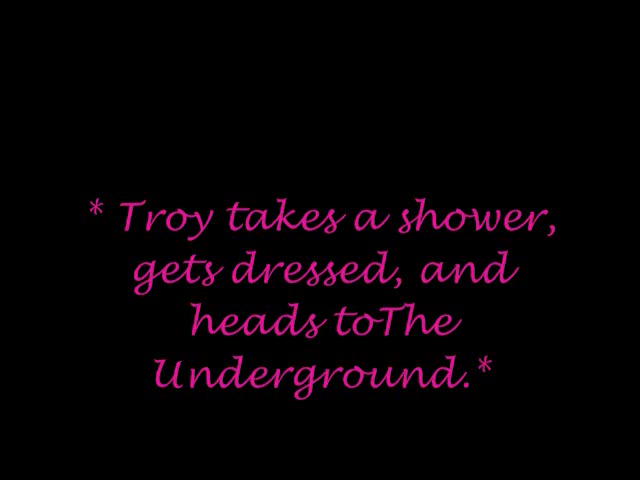 * Troy takes a shower,
gets dressed, and
heads toThe
Underground.*